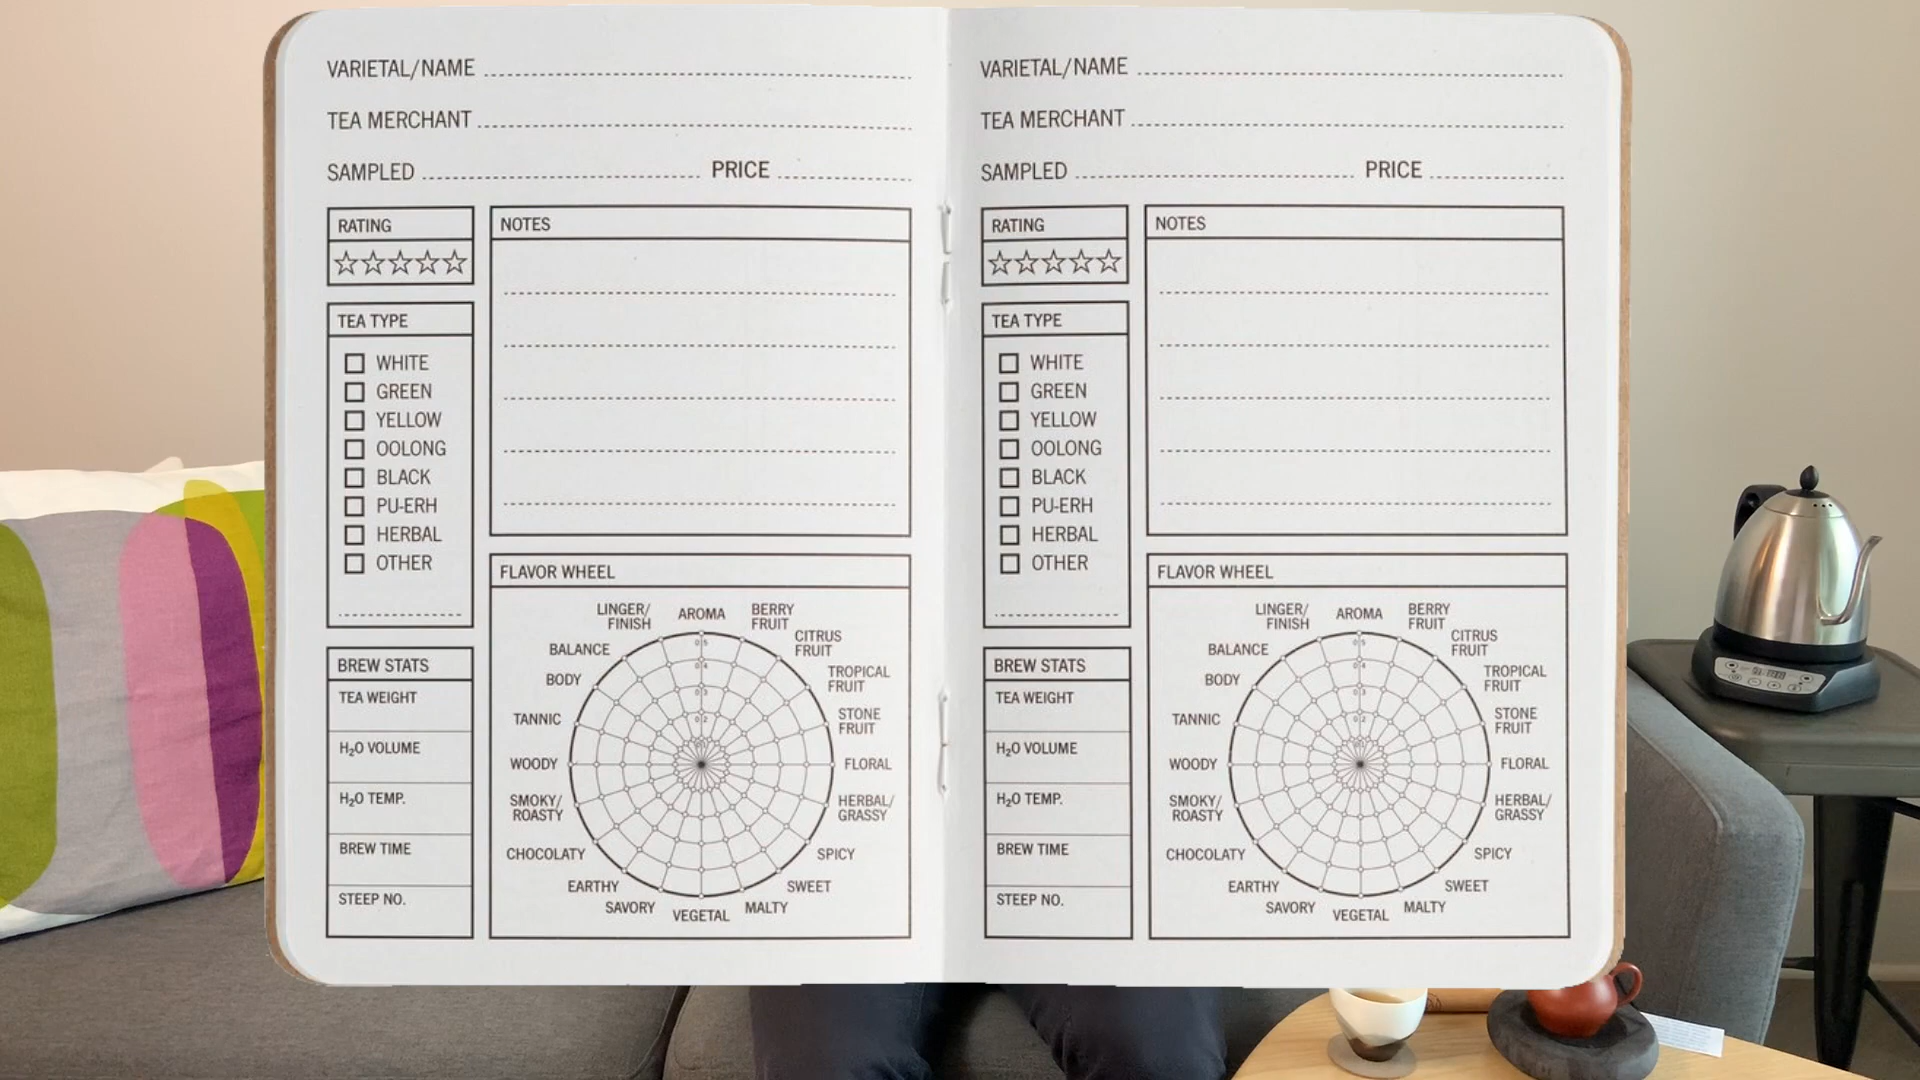 VARIETAL/NAME
TEA MERCHANT
SAMPLED PRICE
RATING
TEA TYPE
WHITE
GREEN
YELLOW
OOLONG
BLACK
PU-ERH
HERBAL
OTHER
BREW STATS
TEA WEIGHT
H₂O VOLUME
H₂O TEMP.
BREW TIME
STEEP NO.
NOTES
FLAVOR WHEEL
AROMA
BERRY
FRUIT
CITRUS
FRUIT
TROPICAL
FRUIT
STONE
FRUIT
FLORAL
HERBAL/
GRASSY
SPICY
SWEET
MALTY
VEGETAL
SAVORY
EARTHY
CHOCOLATY
SMOKY/
ROASTY
WOODY
TANNIC
BODY
BALANCE
LINGER/
FINISH
VARIETAL/NAME
TEA MERCHANT
SAMPLED PRICE
RATING
TEA TYPE
WHITE
GREEN
YELLOW
OOLONG
BLACK
PU-ERH
HERBAL
OTHER
BREW STATS
TEA WEIGHT
H₂O VOLUME
H₂O TEMP.
BREW TIME
STEEP NO.
NOTES
FLAVOR WHEEL
AROMA
BERRY
FRUIT
CITRUS
FRUIT
TROPICAL
FRUIT
STONE
FRUIT
FLORAL
HERBAL/
GRASSY
SPICY
SWEET
MALTY
VEGETAL
SAVORY
EARTHY
CHOCOLATY
SMOKY/
ROASTY
WOODY
TANNIC
BODY
BALANCE
LINGER/
FINISH